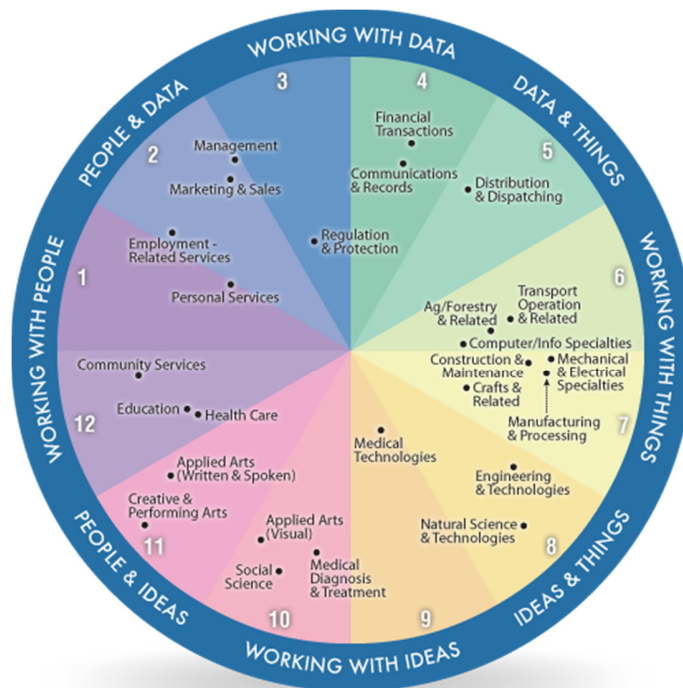 WORKING WITH DATA
PEOPLE & DATA
DATA & THINGS
WORKING WITH PEOPLE
WORKING WITH THINGS
PEOPLE & IDEAS
IDEAS & THINGS
WORKING WITH IDEAS
3
4
2
5
1
6
12
7
11
8
10
9
Management
Marketing & Sales
Employment -
Related Services
Regulation
& Protection
Personal Services
Financial
Transactions
Communications
& Records
Distribution
& Dispatching
Transport
Operation
& Related
Ag/Forestry
& Related
Computer/Info Specialties
Construction &
Maintenance
Mechanical
& Electrical
Specialties
Crafts &
Related
Manufacturing
& Processing
Community Services
Education
Health Care
Applied Arts
(Written & Spoken)
Creative &
Performing Arts
Applied Arts
(Visual)
Social
Science
Medical
Diagnosis
& Treatment
Medical
Technologies
Engineering
& Technologies
Natural Science
& Technologies